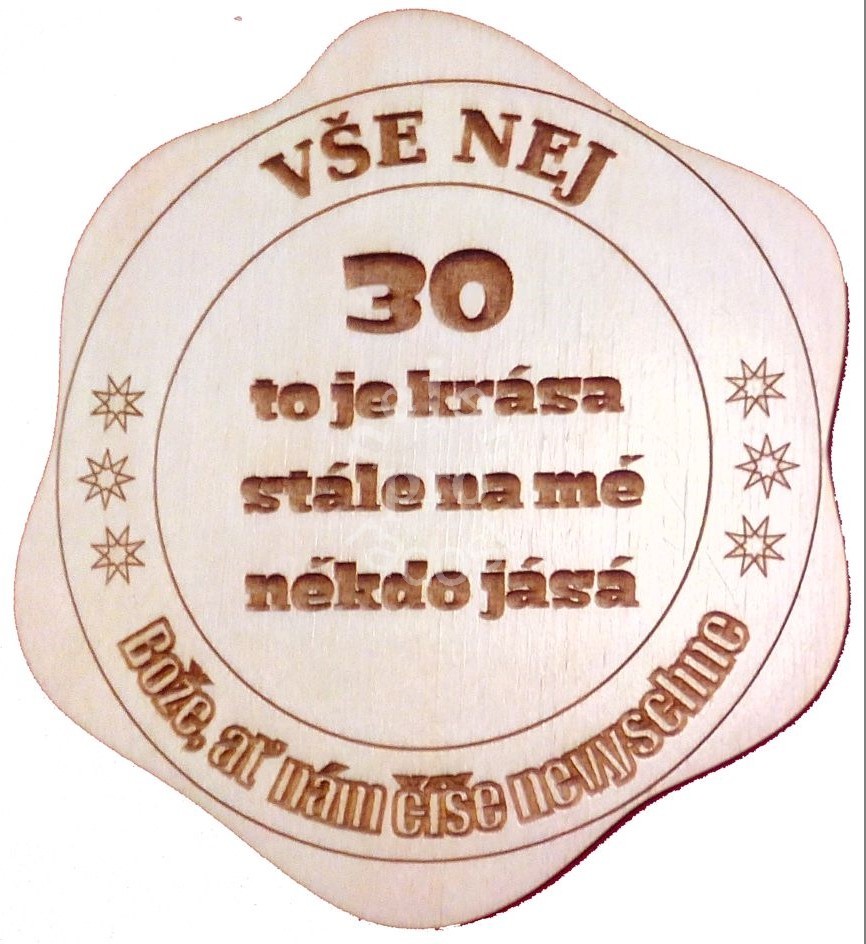 VŠE NEJ
30
to je krása
stále na mě
někdo jásá
Bože, ať nám číše nevyschne